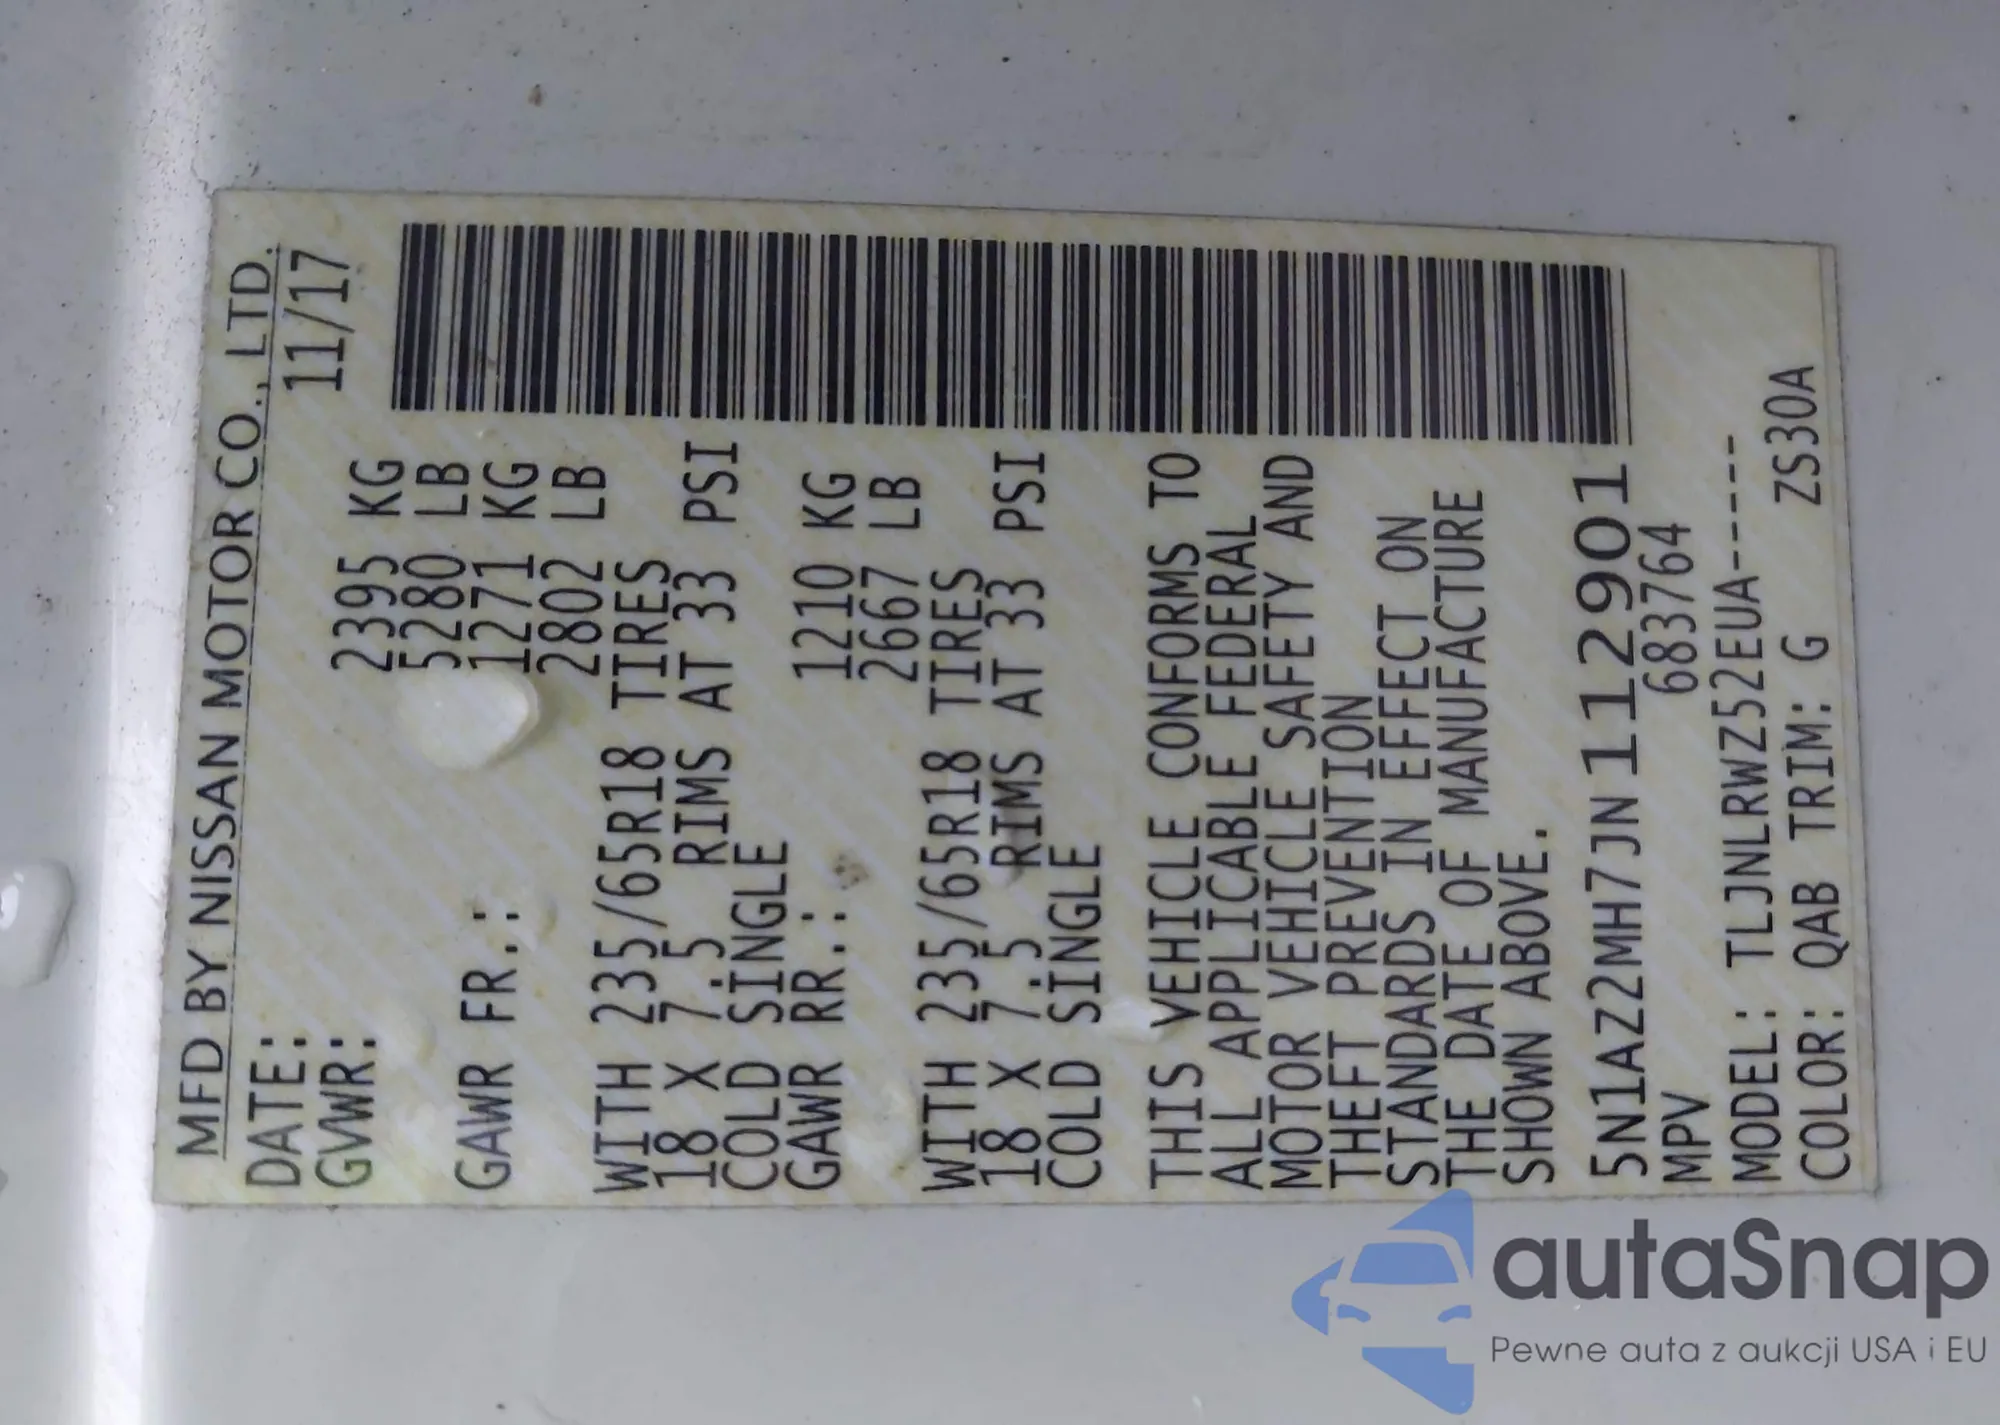 MFD BY NISSAN MOTOR CO., LTD.
DATE: 11/17
GVWR: 2395 KG
5280 LB
GAWR FR.: 1271 KG
2802 LB
WITH 235/65R18 TIRES
18 X 7.5 RIMS AT 33 PSI
COLD SINGLE
GAWR RR.: 1210 KG
2667 LB
WITH 235/65R18 TIRES
18 X 7.5 RIMS AT 33 PSI
COLD SINGLE
THIS VEHICLE CONFORMS TO
ALL APPLICABLE FEDERAL
MOTOR VEHICLE SAFETY AND
THEFT PREVENTION
STANDARDS IN EFFECT ON
THE DATE OF MANUFACTURE
SHOWN ABOVE.
5N1AZ2MH7JN112901
MPV 683764
MODEL: TLJNLRWZ52EUA-----
COLOR: QAB TRIM: G ZS30A
autaSnap
Pewne auta z aukcji USA i EU